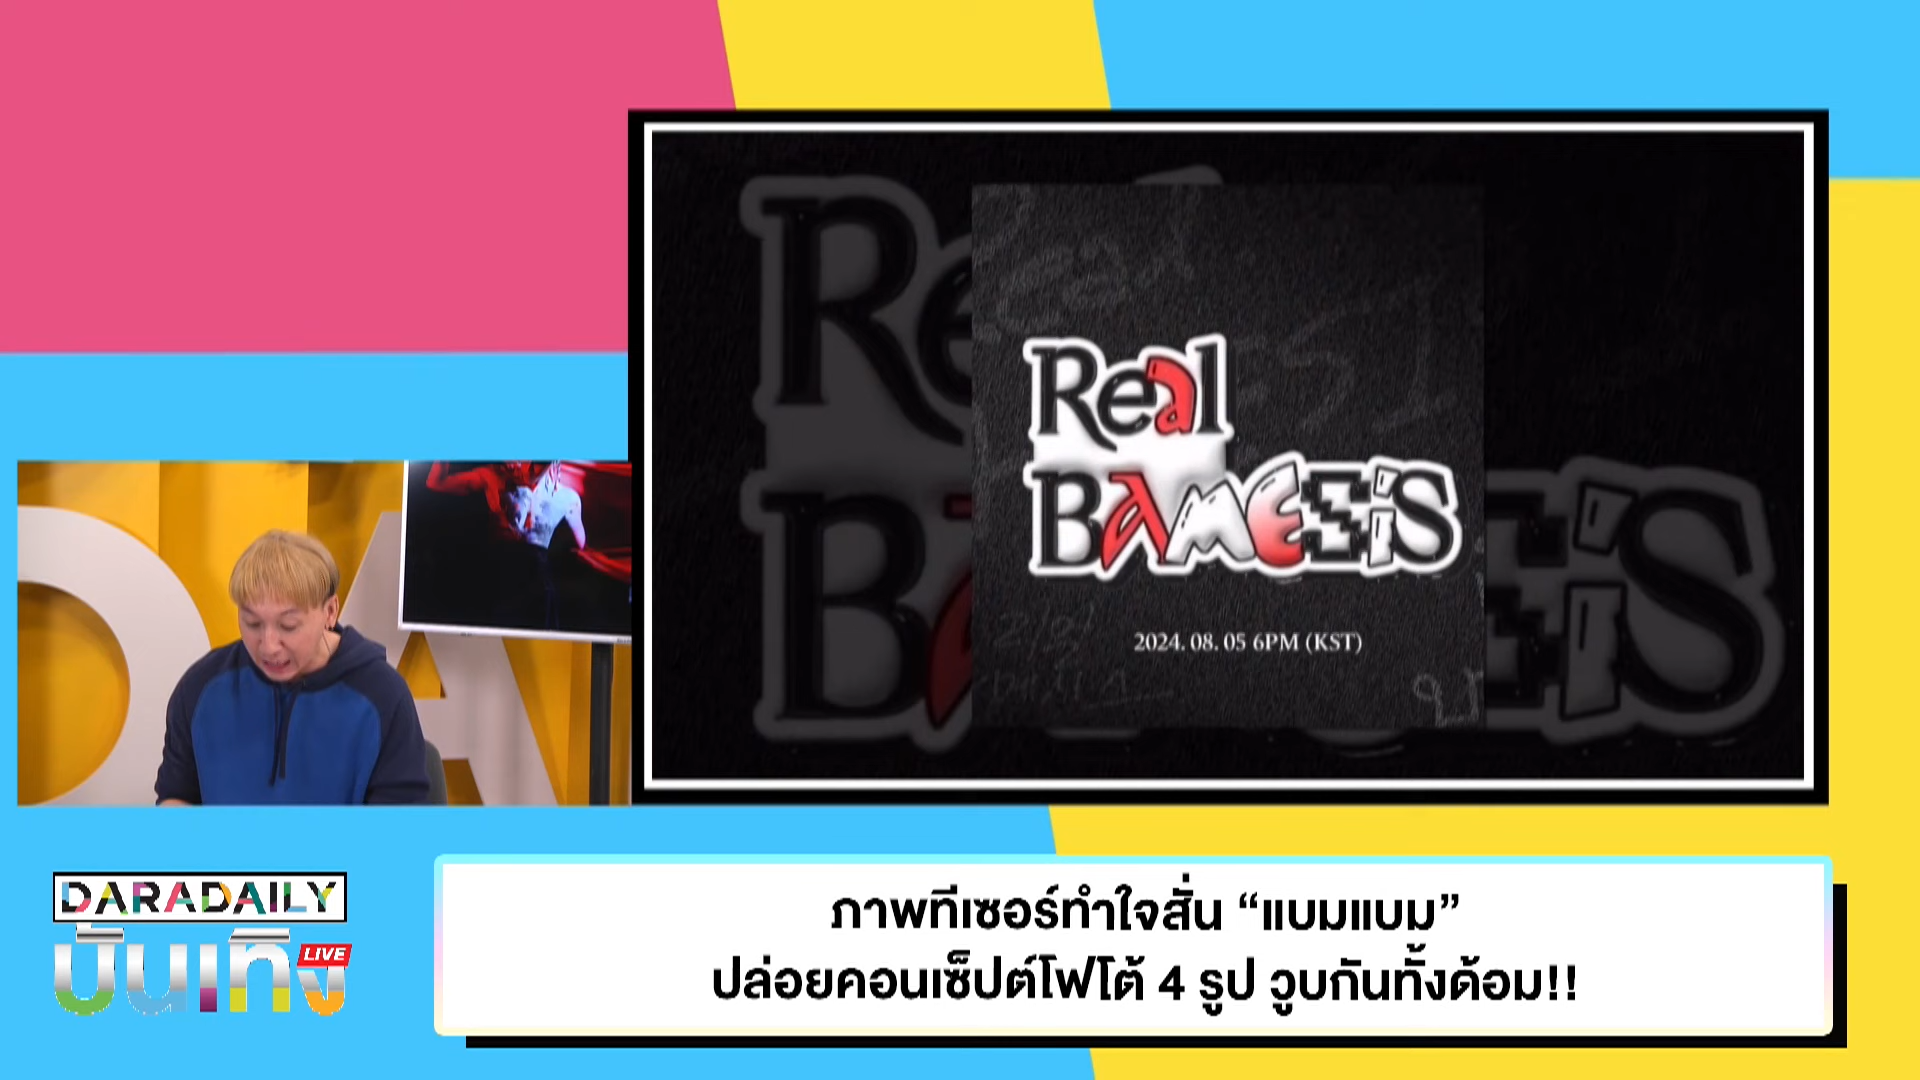 Real
BAMESIS
2024. 08. 05 6PM (KST)
DARADAILY
บันเทิง
LIVE
ภาพทีเซอร์ทำใจสั่น “แบมแบม”
ปล่อยคอนเซ็ปต์โฟโต้ 4 รูป วูบกันทั้งด้อม!!